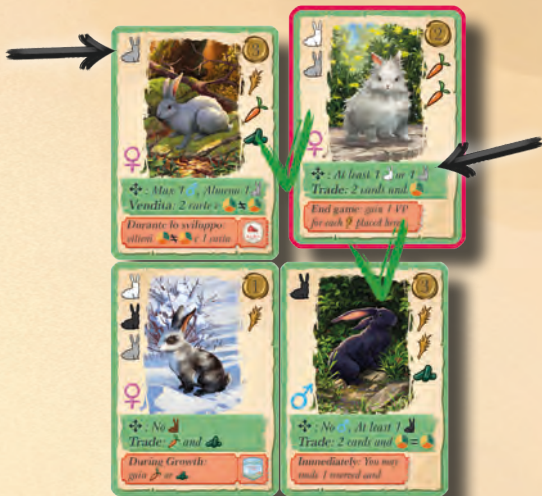 3
: Max 1 , Almeno 1
Vendita: 2 carte e ≠
Durante lo sviluppo:
ottieni ≠ e 1 carta
2
: At least 1 or 1
Trade: 2 cards and
End game: gain 1 VP
for each ? placed here
1
: No
Trade: and
During Growth:
gain or
3
: No , At least 1
Trade: 2 cards and =
Immediately: You may
1 reserved card